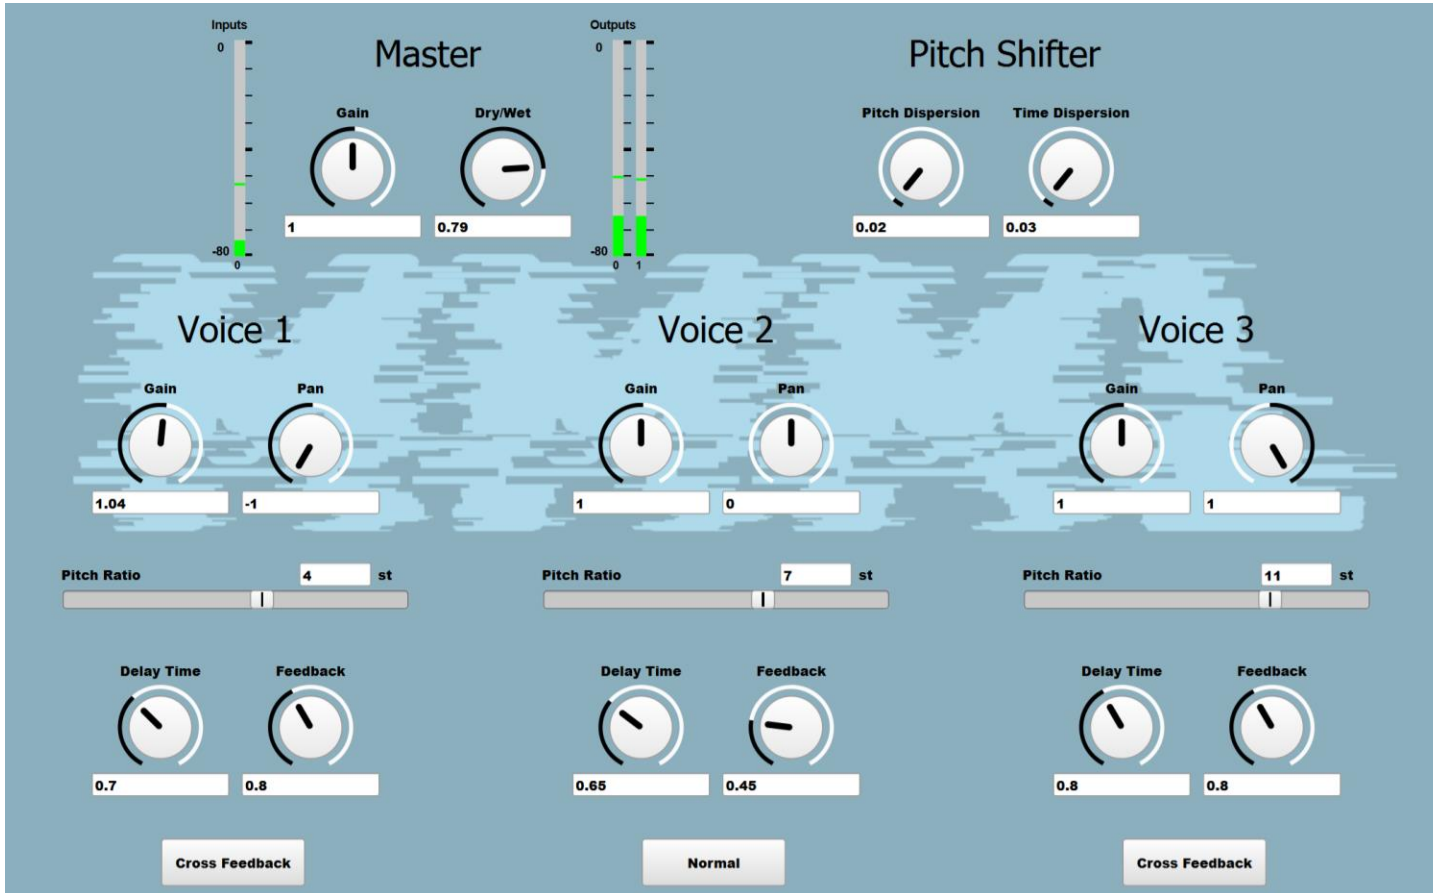 Inputs
Outputs
0
Master
0
Pitch Shifter
Gain
Dry/Wet
Pitch Dispersion
Time Dispersion
1
0.79
0.02
0.03
-80
-80
0
0 1
Voice 1
Voice 2
Voice 3
Gain
Pan
Gain
Pan
Gain
Pan
1.04
-1
1
0
1
1
Pitch Ratio 4 st
Pitch Ratio 7 st
Pitch Ratio 11 st
Delay Time
Feedback
Delay Time
Feedback
Delay Time
Feedback
0.7
0.8
0.65
0.45
0.8
0.8
Cross Feedback
Normal
Cross Feedback